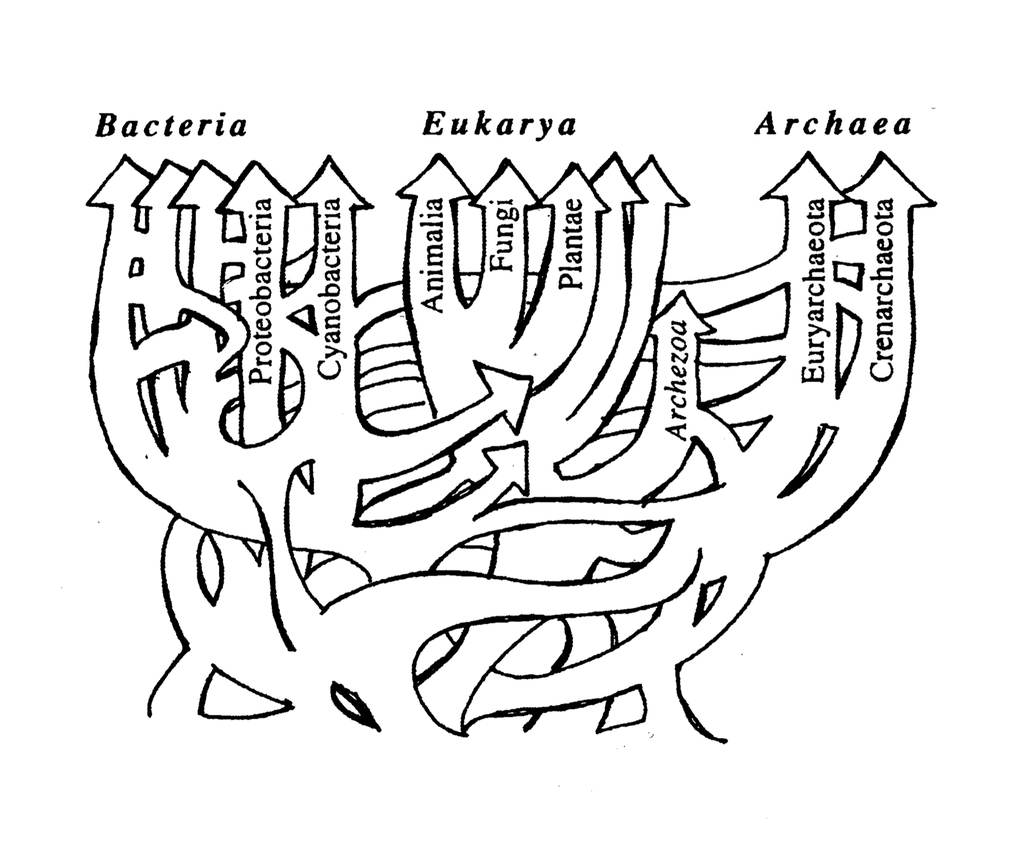 Bacteria
Eukarya
Archaea
Proteobacteria
Cyanobacteria
Animalia
Fungi
Plantae
Archezoa
Euryarchaeota
Crenarchaeota